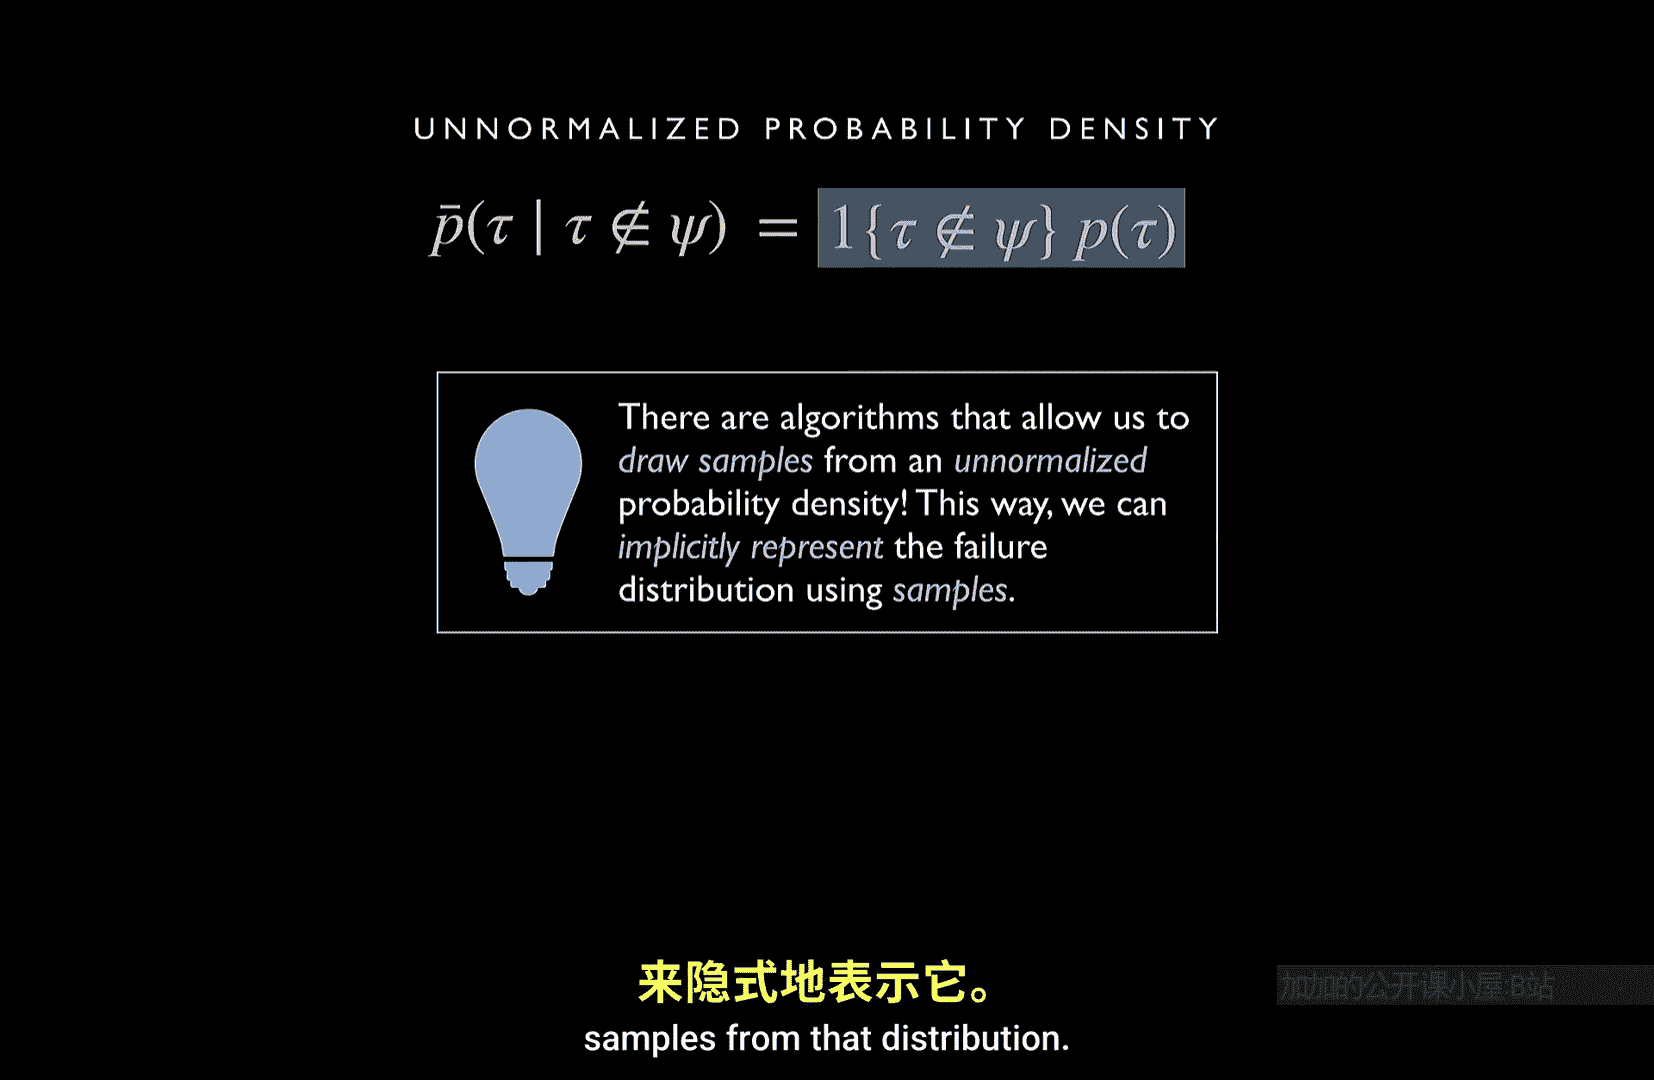 UNNORMALIZED PROBABILITY DENSITY
p̄(τ | τ ∉ ψ) = 1{τ ∉ ψ} p(τ)
There are algorithms that allow us to
draw samples from an unnormalized
probability density! This way, we can
implicitly represent the failure
distribution using samples.
来隐式地表示它。
samples from that distribution.
加加的公开课小屋:B站